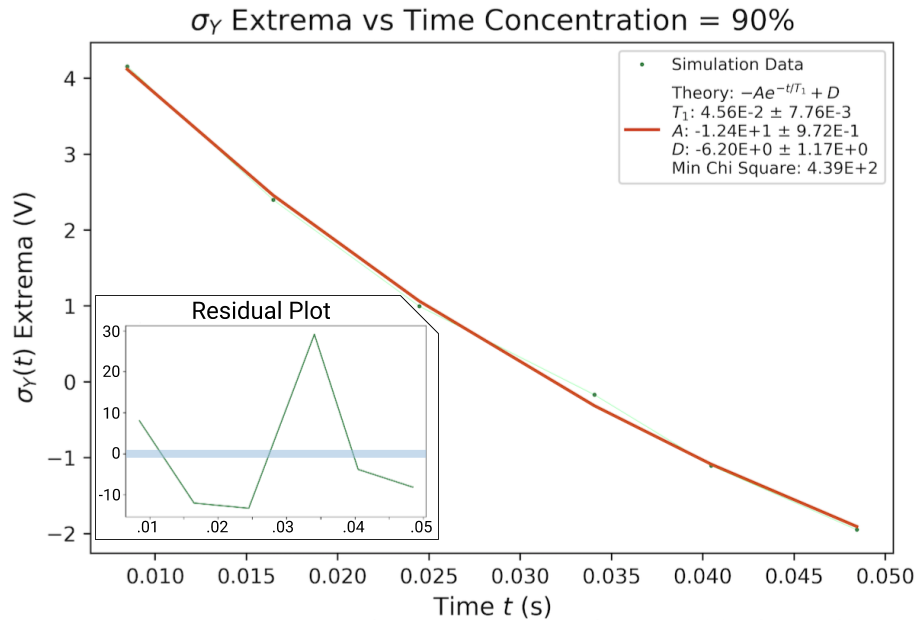 σY Extrema vs Time Concentration = 90%
Simulation Data
Theory: −Ae^−t/T1 + D
T1: 4.56E-2 ± 7.76E-3
A: -1.24E+1 ± 9.72E-1
D: -6.20E+0 ± 1.17E+0
Min Chi Square: 4.39E+2
σY(t) Extrema (V)
4
3
2
1
0
−1
−2
Residual Plot
30
20
10
0
-10
.01 .02 .03 .04 .05
0.010 0.015 0.020 0.025 0.030 0.035 0.040 0.045 0.050
Time t (s)